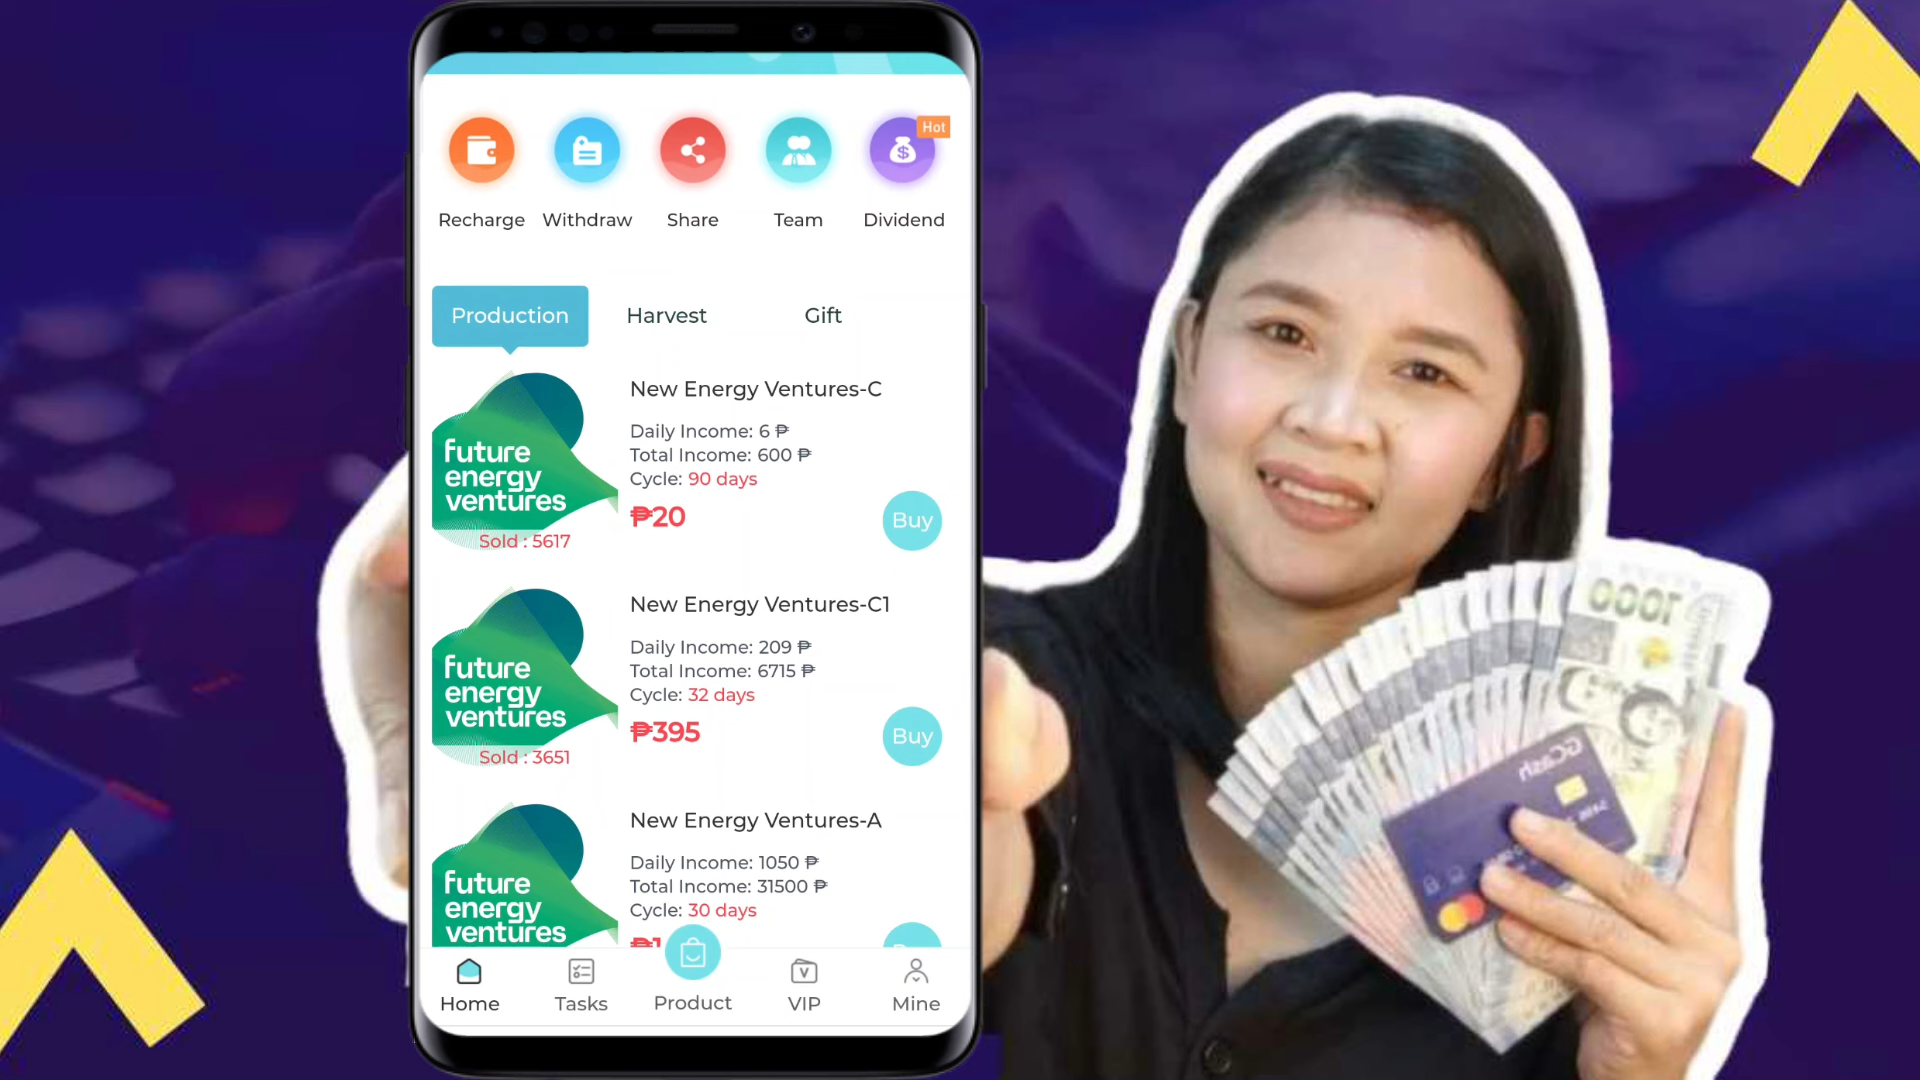 Hot
Recharge Withdraw Share Team Dividend
Production Harvest Gift
future
energy
ventures
Sold : 5617
New Energy Ventures-C
Daily Income: 6 ₱
Total Income: 600 ₱
Cycle: 90 days
₱20
Buy
future
energy
ventures
Sold : 3651
New Energy Ventures-C1
Daily Income: 209 ₱
Total Income: 6715 ₱
Cycle: 32 days
₱395
Buy
future
energy
ventures
New Energy Ventures-A
Daily Income: 1050 ₱
Total Income: 31500 ₱
Cycle: 30 days
Home Tasks Product VIP Mine
1000
GCash